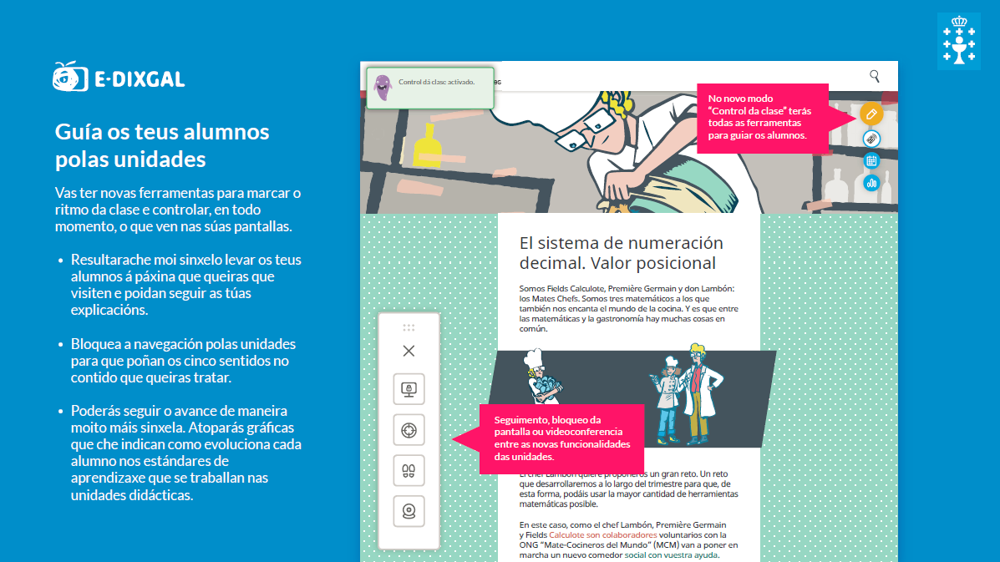 E-DIXGAL
Guía os teus alumnos
polas unidades
Vas ter novas ferramentas para marcar o
ritmo da clase e controlar, en todo
momento, o que ven nas súas pantallas.
• Resultarache moi sinxelo levar os teus
alumnos á páxina que queiras que
visiten e poidan seguir as túas
explicacións.
• Bloquea a navegación polas unidades
para que poñan os cinco sentidos no
contido que queiras tratar.
• Poderás seguir o avance de maneira
moito máis sinxela. Atoparás gráficas
que che indican como evoluciona cada
alumno nos estándares de
aprendizaxe que se traballan nas
unidades didácticas.
Control dá clase activado.
No novo modo
“Control da clase” terás
todas as ferramentas
para guiar os alumnos.
El sistema de numeración
decimal. Valor posicional
Somos Fields Calculote, Première Germain y don Lambón:
los Mates Chefs. Somos tres matemáticos a los que
también nos encanta el mundo de la cocina. Y es que entre
las matemáticas y la gastronomía hay muchas cosas en
común.
Seguimento, bloqueo da
pantalla ou videoconferencia
entre as novas funcionalidades
das unidades.
El chef Lambón quiere proponeros un gran reto. Un reto
que desarrollaremos a lo largo del trimestre para que, de
esta forma, podáis usar la mayor cantidad de herramientas
matemáticas posible.
En este caso, como el chef Lambón, Première Germain
y Fields Calculote son colaboradores voluntarios con la
ONG “Mate-Cocineros del Mundo” (MCM) van a poner en
marcha un nuevo comedor social con vuestra ayuda.